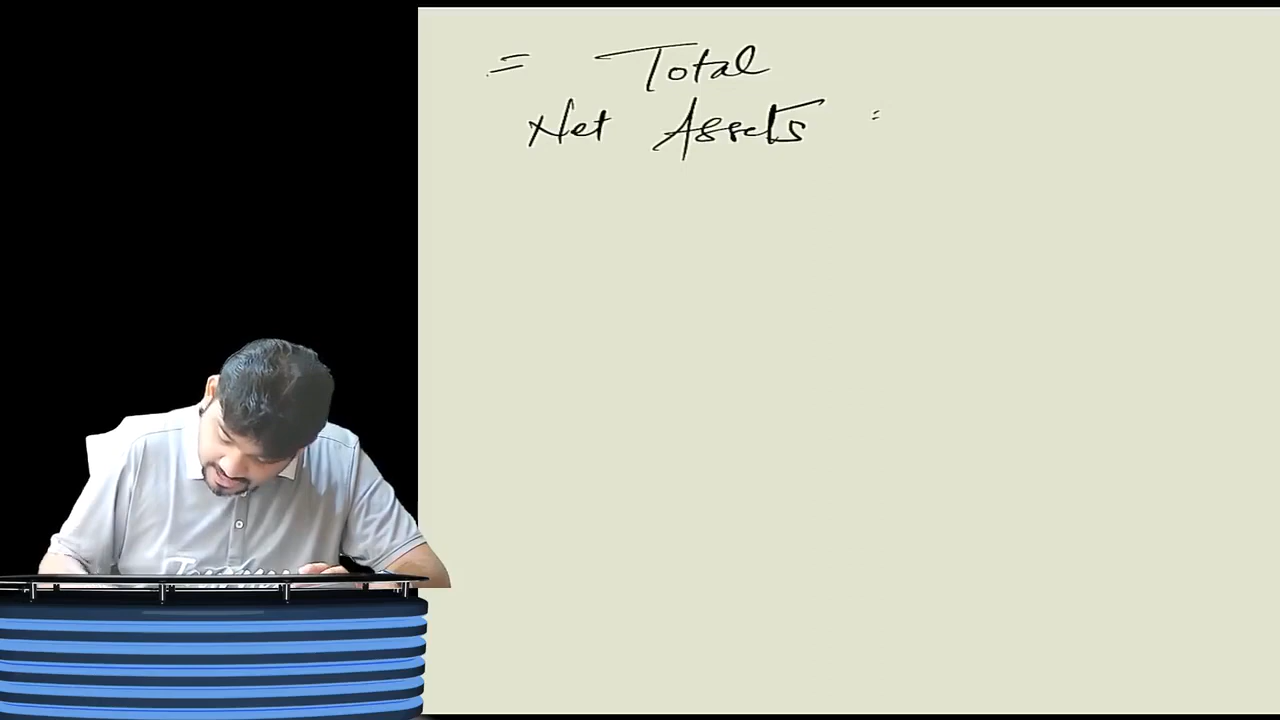 = Total
Net Assets =